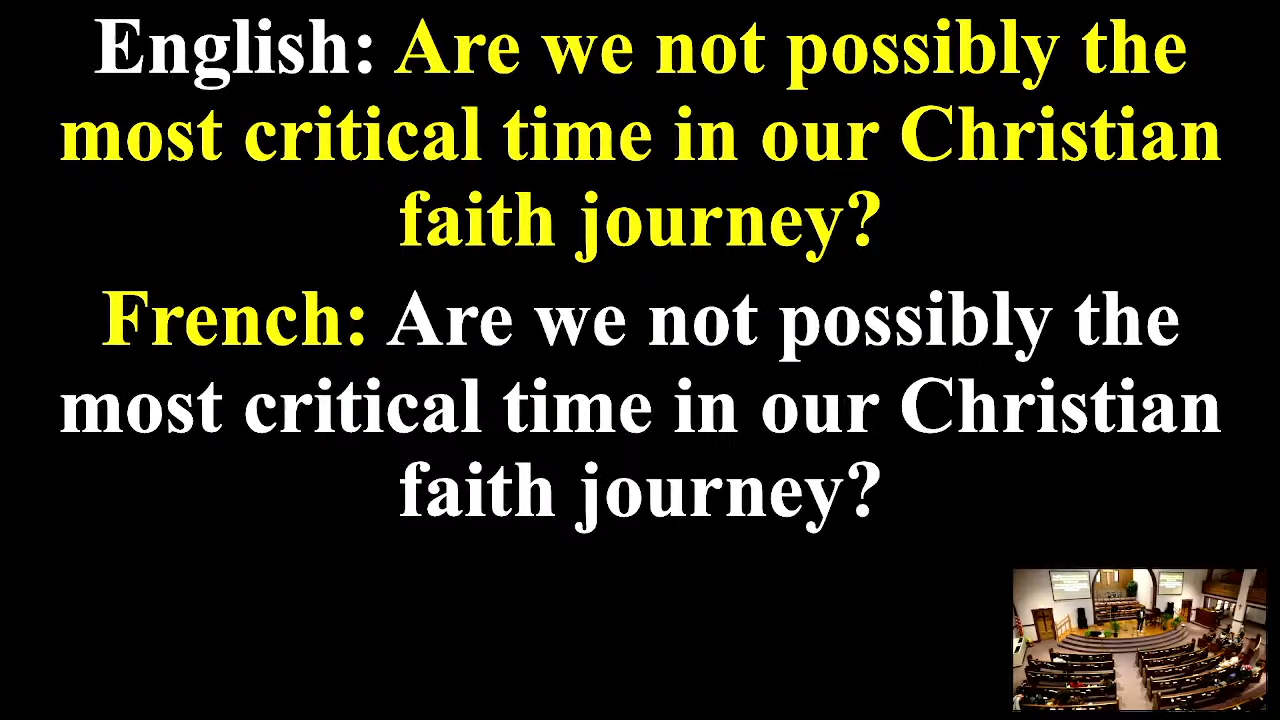 English: Are we not possibly the
most critical time in our Christian
faith journey?
French: Are we not possibly the
most critical time in our Christian
faith journey?